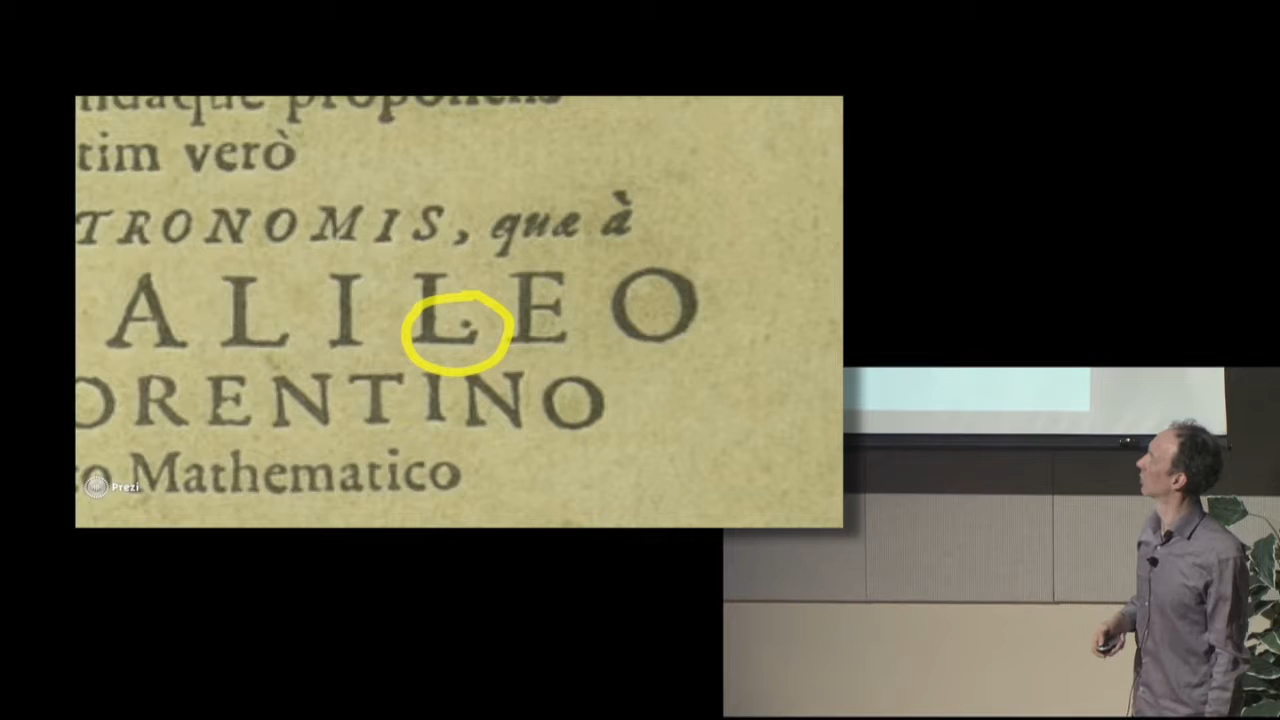 tim verò
TRONOMIS, quæ à
ALILEO
ORENTINO
Mathematico
Prezi